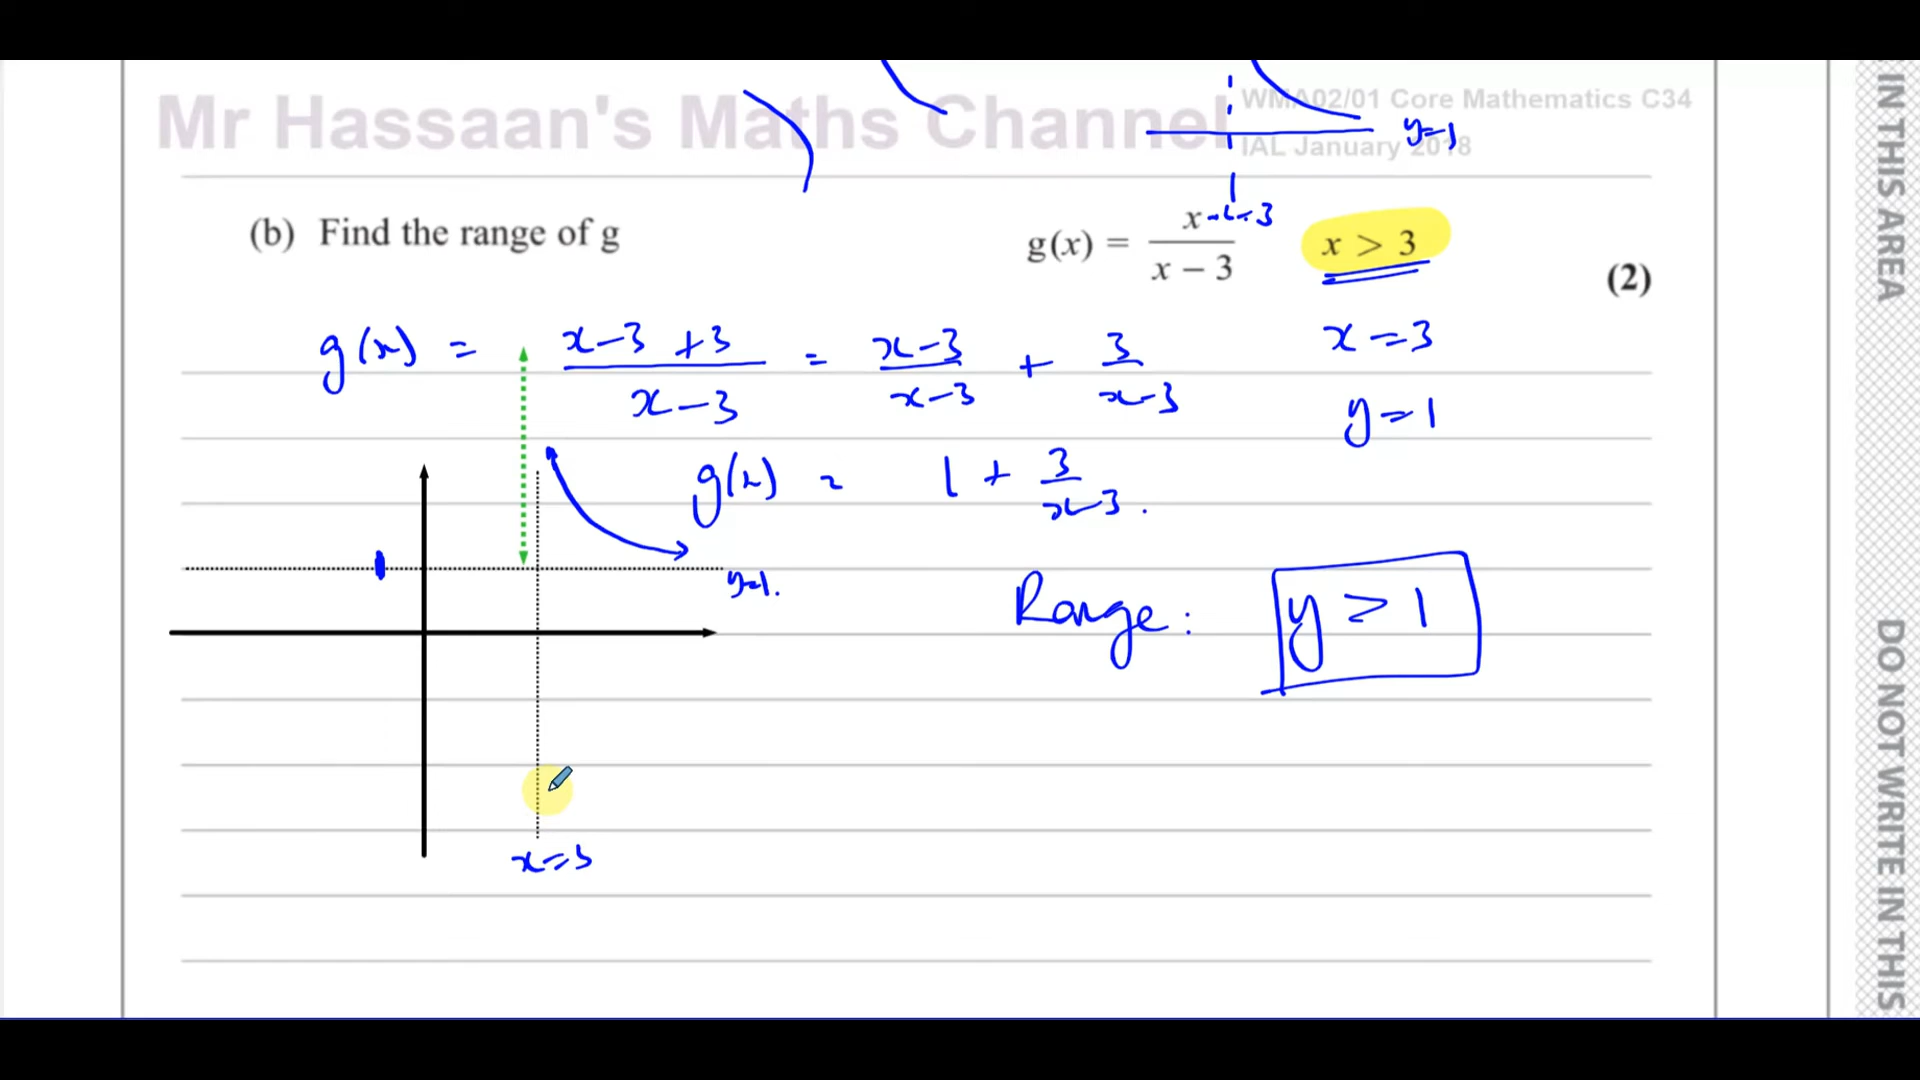 Mr Hassaan's Maths Channel
WMA02/01 Core Mathematics C34
IAL January 2018
y=1
x=3
(b) Find the range of g
g(x) = x / (x − 3)
x > 3
(2)
g(x) = (x-3 +3) / (x-3) = (x-3) / (x-3) + 3 / (x-3)
x = 3
y = 1
g(x) = 1 + 3 / (x-3) .
y=1.
Range: y > 1
x=3
IN THIS AREA
DO NOT WRITE IN THIS